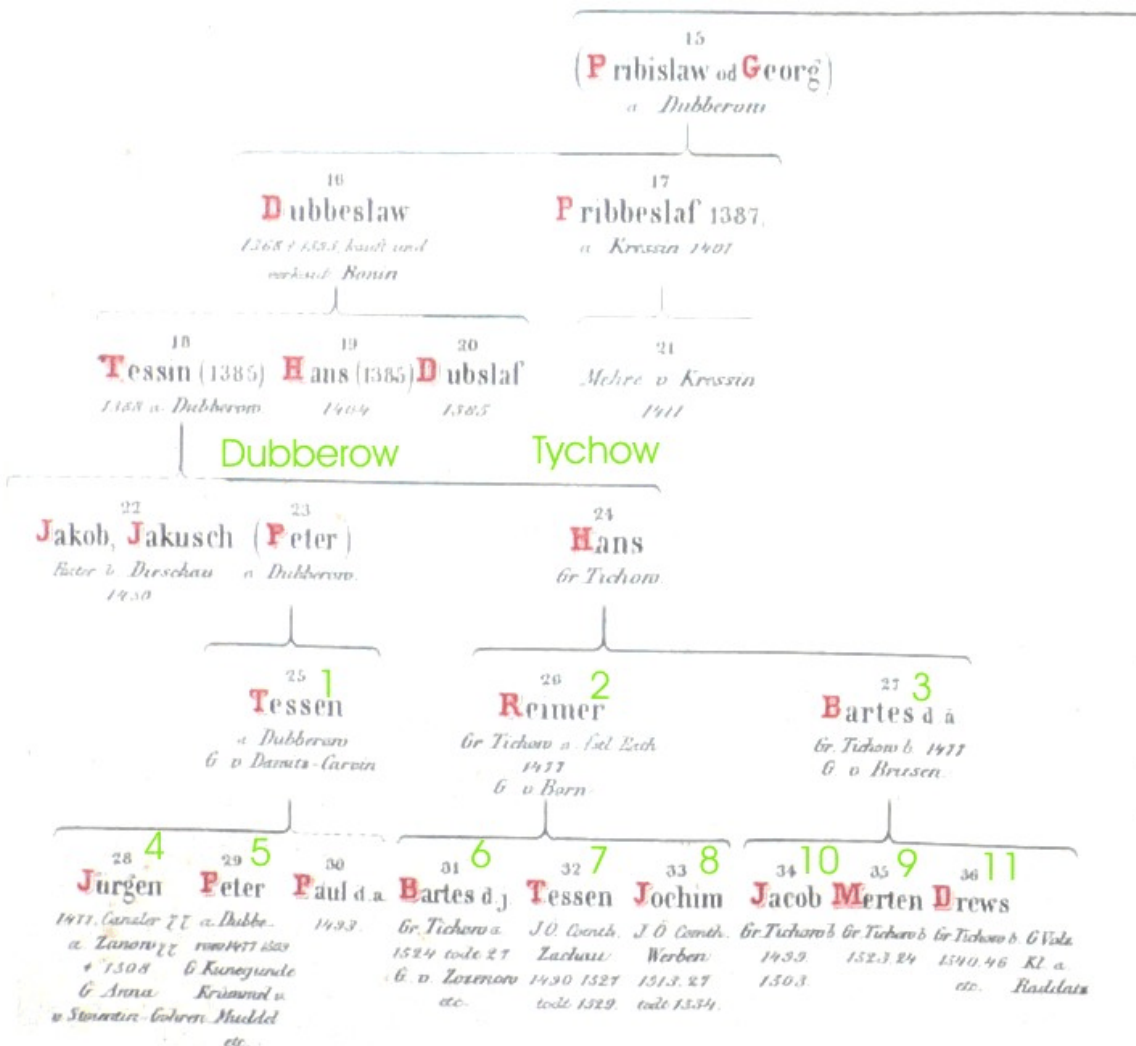 15
(Pribislaw od Georg)
a Dubberow
16
Dubbeslaw
1368 kauft und
verkauft Bonin
17
Pribbeslaf 1387.
a Kressin 1401
18
Tessin (1385)
1388 a. Dubberow.
19
Hans (1385)
1404
20
Dubslaf
1385
21
Mehre v Kressin
1411
Dubberow
Tychow
22
Jakob, Jakusch
b. Dirschau
1430
23
(Peter)
a Dubberow.
24
Hans
Gr Tichow
25 1
Tessen
a Dubberow
G v Damitz-Carvin
26 2
Reimer
Gr Tichow a.
1477
G v Born
27 3
Bartes d ä
Gr. Tichow b 1477
G v Brusen.
28 4
Jürgen
1477. Canzler
a Zanow
+ 1508
G Anna
v Stoientin-Gohren
29 5
Peter
a. Dubbe-
row 1477
G Kunegunde
Krümmel v.
Muddel
etc.
30
Paul d.a.
1493.
31 6
Bartes d.j.
Gr. Tichow a
1524 todt 27
G. v. Zozenow
etc.
32 7
Tessen
J.O. Comth.
Zachau
1490 1527
todt 1529.
33 8
Jochim
J O Comth.
Werben
1513. 27
todt 1534.
34 10
Jacob
Gr. Tichow b
1499.
1503.
35 9
Merten
Gr Tichow b
1523. 24
36 11
Drews
Gr Tichow b. G
1540. 46 Kl. a
etc. Raddatz